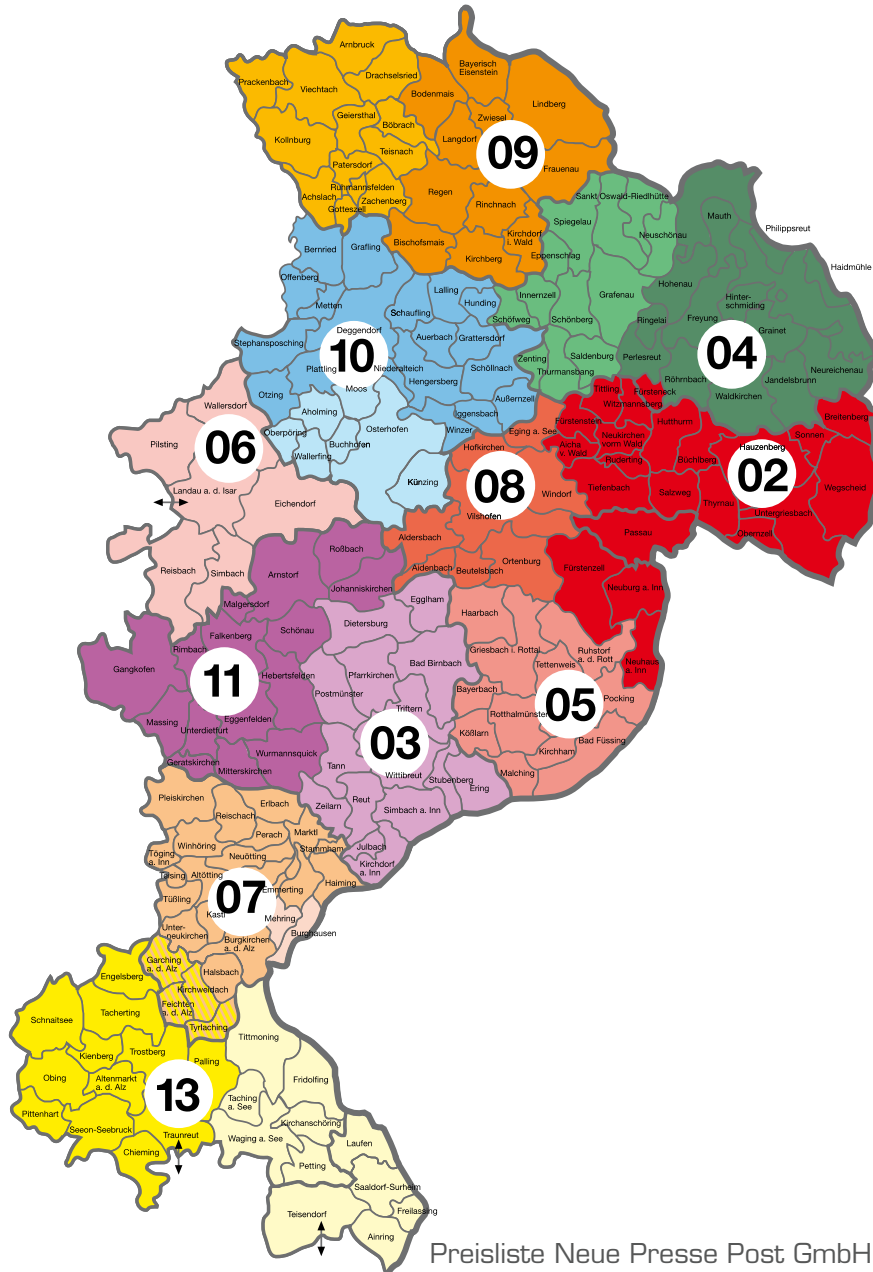 Arnbruck
Bayerisch
Eisenstein
Drachselsried
Prackenbach
Viechtach
Bodenmais
Lindberg
Geiersthal
Böbrach
Zwiesel
Kollnburg
Langdorf
09
Teisnach
Patersdorf
Frauenau
Ruhmannsfelden
Achslach
Zachenberg
Gotteszell
Regen
Rinchnach
Sankt Oswald-Riedlhütte
Mauth
Spiegelau
Philippsreut
Neuschönau
Kirchdorf
i. Wald
Bischofsmais
Bernried
Grafling
Eppenschlag
Kirchberg
Haidmühle
Offenberg
Hohenau
Lalling
Innernzell
Grafenau
Hinter-
schmiding
Metten
Hunding
Schaufling
Schöfweg
Schönberg
Ringelai
Freyung
Grainet
Deggendorf
Auerbach
Grattersdorf
Stephansposching
10
04
Zenting
Saldenburg
Perlesreut
Plattling
Niederalteich
Schöllnach
Thurmansbang
Neureichenau
Röhrnbach
Jandelsbrunn
Hengersberg
Moos
Otzing
Tittling
Fürsteneck
Waldkirchen
Außernzell
Wallersdorf
Witzmannsberg
Aholming
Iggensbach
Breitenberg
Fürstenstein
Hutthurm
Osterhofen
Winzer
Eging a. See
Oberpöring
Sonnen
Pilsting
06
Buchhofen
Hofkirchen
Aicha
v. Wald
Neukirchen
vorm Wald
Hauzenberg
Wallerfing
Ruderting
Büchlberg
02
Künzing
08
Tiefenbach
Wegscheid
Landau a. d. Isar
Windorf
Salzweg
Thyrnau
Eichendorf
Vilshofen
Untergriesbach
Passau
Obernzell
Aldersbach
Roßbach
Ortenburg
Reisbach
Simbach
Arnstorf
Aidenbach
Beutelsbach
Fürstenzell
Johanniskirchen
Neuburg a. Inn
Malgersdorf
Egglham
Haarbach
Dietersburg
Falkenberg
Schönau
Rimbach
Griesbach i. Rottal
Ruhstorf
a. d. Rott
Gangkofen
Bad Birnbach
Tettenweis
Neuhaus
a. Inn
Hebertsfelden
Pfarrkirchen
11
Postmünster
Bayerbach
05
Pocking
Triftern
Rotthalmünster
Massing
Eggenfelden
Unterdietfurt
Kößlarn
Bad Füssing
03
Kirchham
Wurmannsquick
Geratskirchen
Mitterskirchen
Tann
Wittibreut
Malching
Stubenberg
Ering
Pleiskirchen
Erlbach
Zeilarn
Reut
Simbach a. Inn
Reischach
Marktl
Perach
Winhöring
Stammham
Julbach
Töging
a. Inn
Neuötting
Kirchdorf
a. Inn
Teising
Altötting
Haiming
Emmerting
Tüßling
07
Kastl
Mehring
Unter-
neukirchen
Burghausen
Burgkirchen
a. d. Alz
Garching
a. d. Alz
Engelsberg
Halsbach
Kirchweidach
Feichten
a. d. Alz
Schnaitsee
Tacherting
Tyrlaching
Tittmoning
Trostberg
Kienberg
Palling
Obing
Altenmarkt
a. d. Alz
13
Fridolfing
Taching
a. See
Pittenhart
Kirchanschöring
Seeon-Seebruck
Traunreut
Waging a. See
Laufen
Chieming
Petting
Saaldorf-Surheim
Freilassing
Teisendorf
Ainring
Preisliste Neue Presse Post GmbH